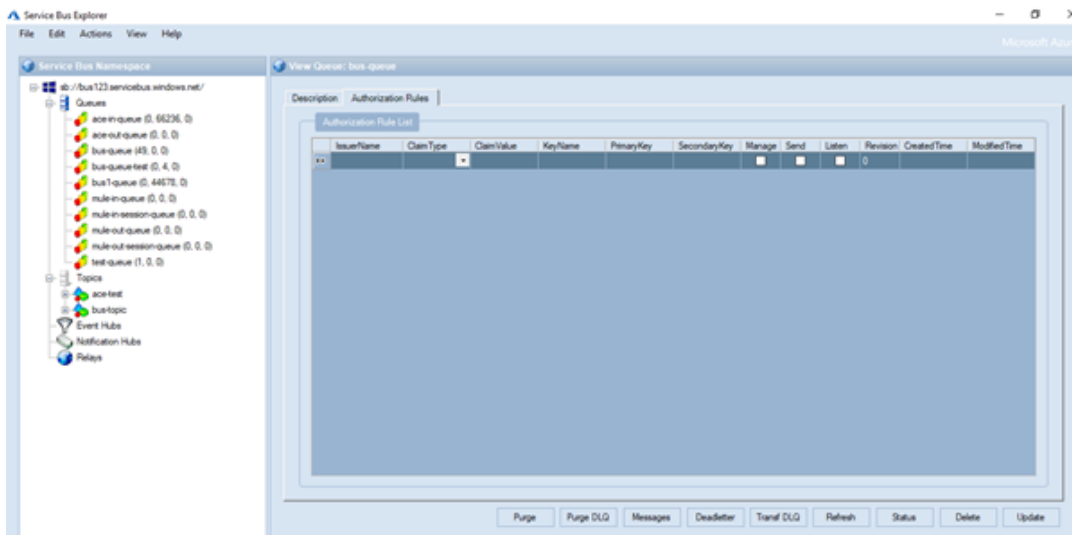 Service Bus Explorer
File Edit Actions View Help
Microsoft Azur
Service Bus Namespace
sb://bus123.servicebus.windows.net/
Queues
ace-in-queue (0, 66236, 0)
ace-out-queue (0, 0, 0)
bus-queue (49, 0, 0)
bus-queue-test (0, 4, 0)
bus1-queue (0, 44678, 0)
mule-in-queue (0, 0, 0)
mule-in-session-queue (0, 0, 0)
mule-out-queue (0, 0, 0)
mule-out-session-queue (0, 0, 0)
test-queue (1, 0, 0)
Topics
ace-test
bus-topic
Event Hubs
Notification Hubs
Relays
View Queue: bus-queue
Description Authorization Rules
Authorization Rule List
IssuerName ClaimType ClaimValue KeyName PrimaryKey SecondaryKey Manage Send Listen Revision CreatedTime ModifiedTime
0
Purge Purge DLQ Messages Deadletter Transf DLQ Refresh Status Delete Update